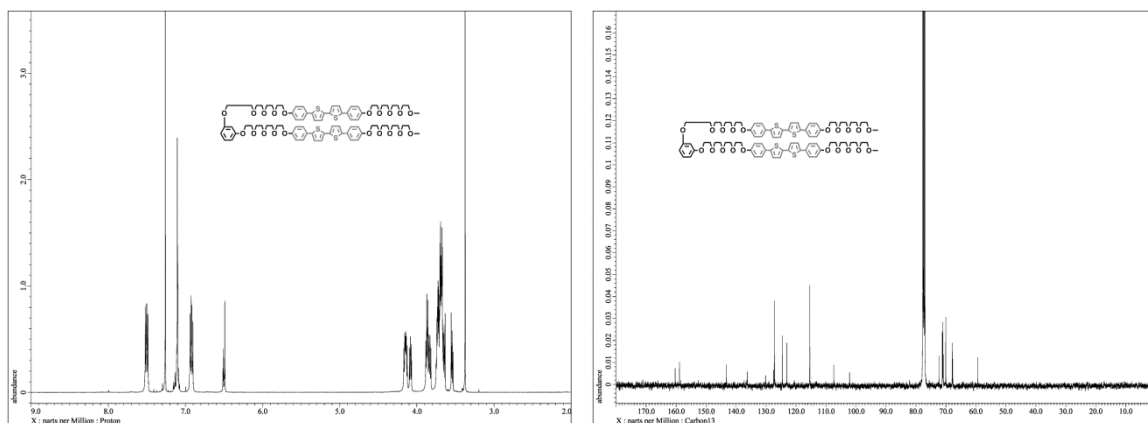 3.0
2.0
1.0
0
abundance
S
O O O O O S O O O O O
S
O O O O O S O O O O O
9.0 8.0 7.0 6.0 5.0 4.0 3.0 2.0
X : parts per Million : Proton
0.16
0.15
0.14
0.13
0.12
0.11
0.1
0.09
0.08
0.07
0.06
0.05
0.04
0.03
0.02
0.01
0
abundance
S
O O O O O S O O O O O
S
O O O O O S O O O O O
170.0 160.0 150.0 140.0 130.0 120.0 110.0 100.0 90.0 80.0 70.0 60.0 50.0 40.0 30.0 20.0 10.0
X : parts per Million : Carbon13